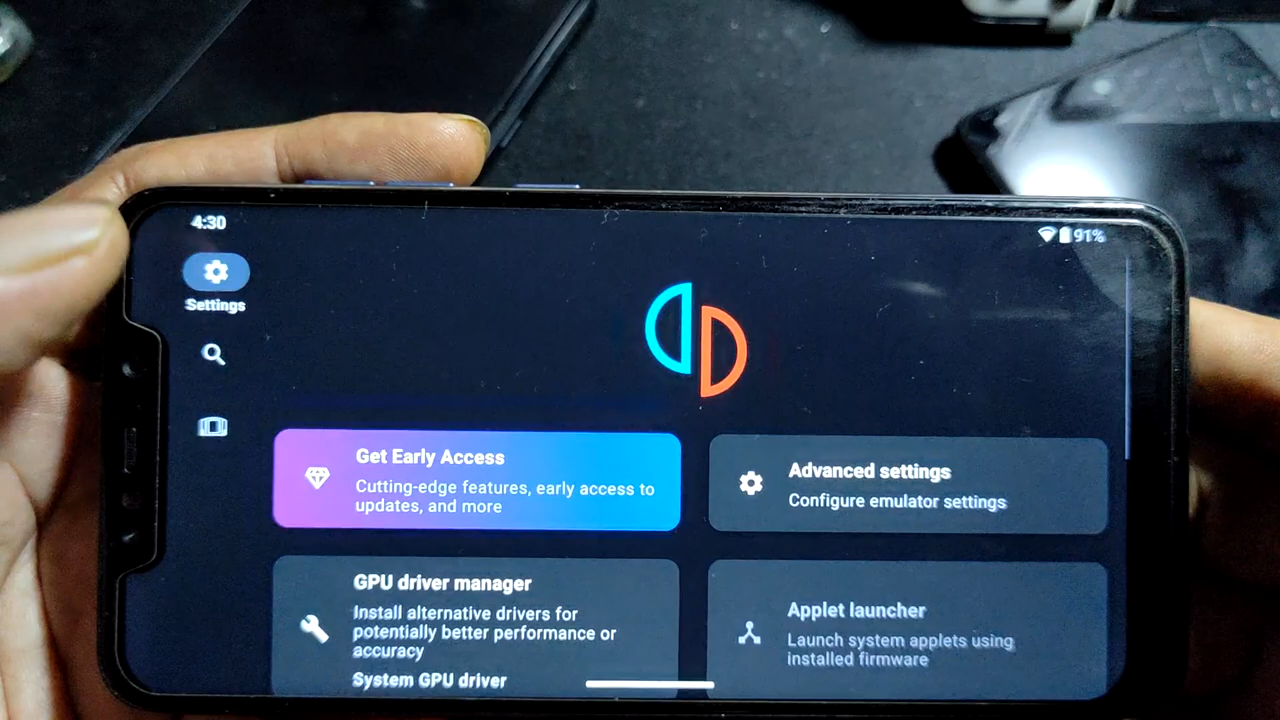 4:30
91%
Settings
Get Early Access
Cutting-edge features, early access to
updates, and more
Advanced settings
Configure emulator settings
GPU driver manager
Install alternative drivers for
potentially better performance or
accuracy
System GPU driver
Applet launcher
Launch system applets using
installed firmware